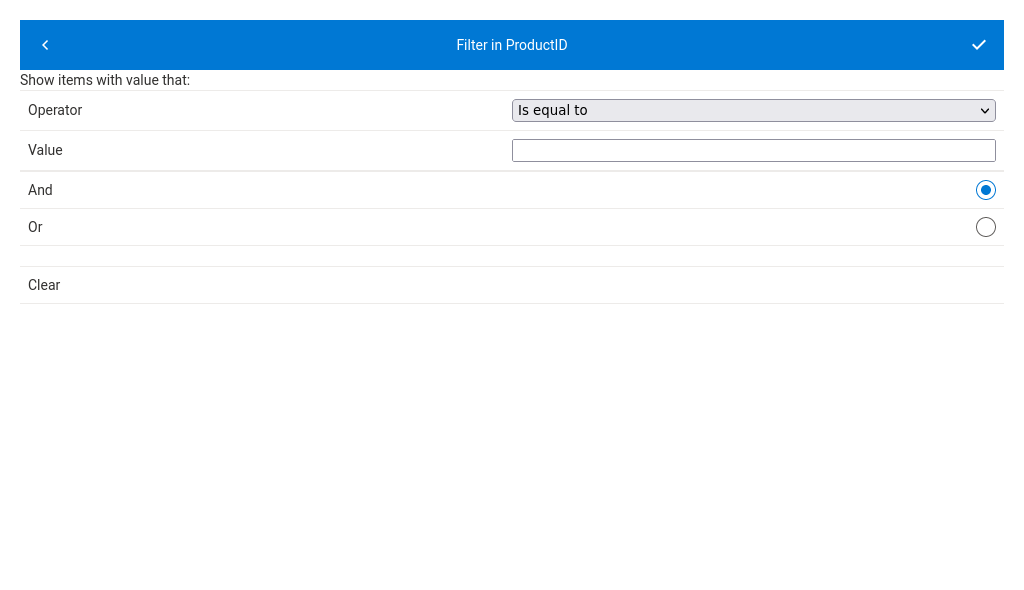 Filter in ProductID
Show items with value that:
Operator
Is equal to
Value
And
Or
Clear